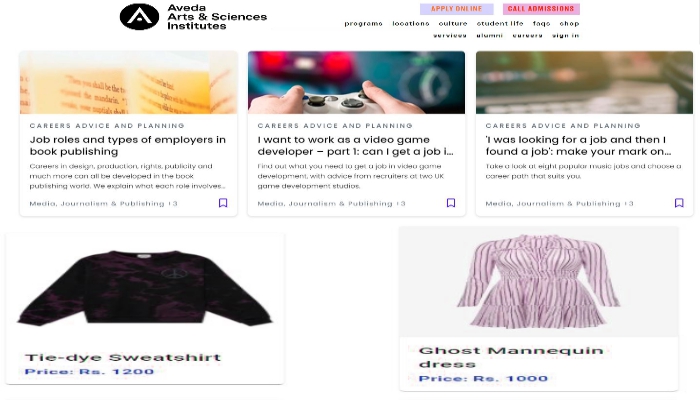 Aveda
Arts & Sciences
Institutes
APPLY ONLINE
CALL ADMISSIONS
programs locations culture student life faqs shop
services alumni careers sign in
Then you shall be the to
CAREERS ADVICE AND PLANNING
Job roles and types of employers in
book publishing
Careers in design, production, rights, publicity and
much more can all be developed in the book
publishing world. We explain what each role involves...
Media, Journalism & Publishing +3
CAREERS ADVICE AND PLANNING
I want to work as a video game
developer – part 1: can I get a job i...
Find out what you need to get a job in video game
development, with advice from recruiters at two UK
game development studios.
Media, Journalism & Publishing +3
CAREERS ADVICE AND PLANNING
'I was looking for a job and then I
found a job': make your mark on...
Take a look at eight popular music jobs and choose a
career path that suits you.
Media, Journalism & Publishing +3
Tie-dye Sweatshirt
Price: Rs. 1200
Ghost Mannequin
dress
Price: Rs. 1000